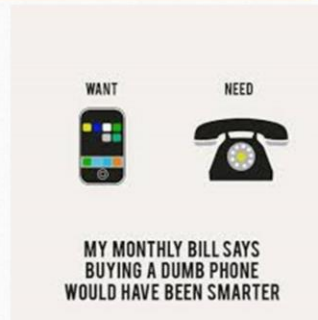 WANT NEED
MY MONTHLY BILL SAYS
BUYING A DUMB PHONE
WOULD HAVE BEEN SMARTER